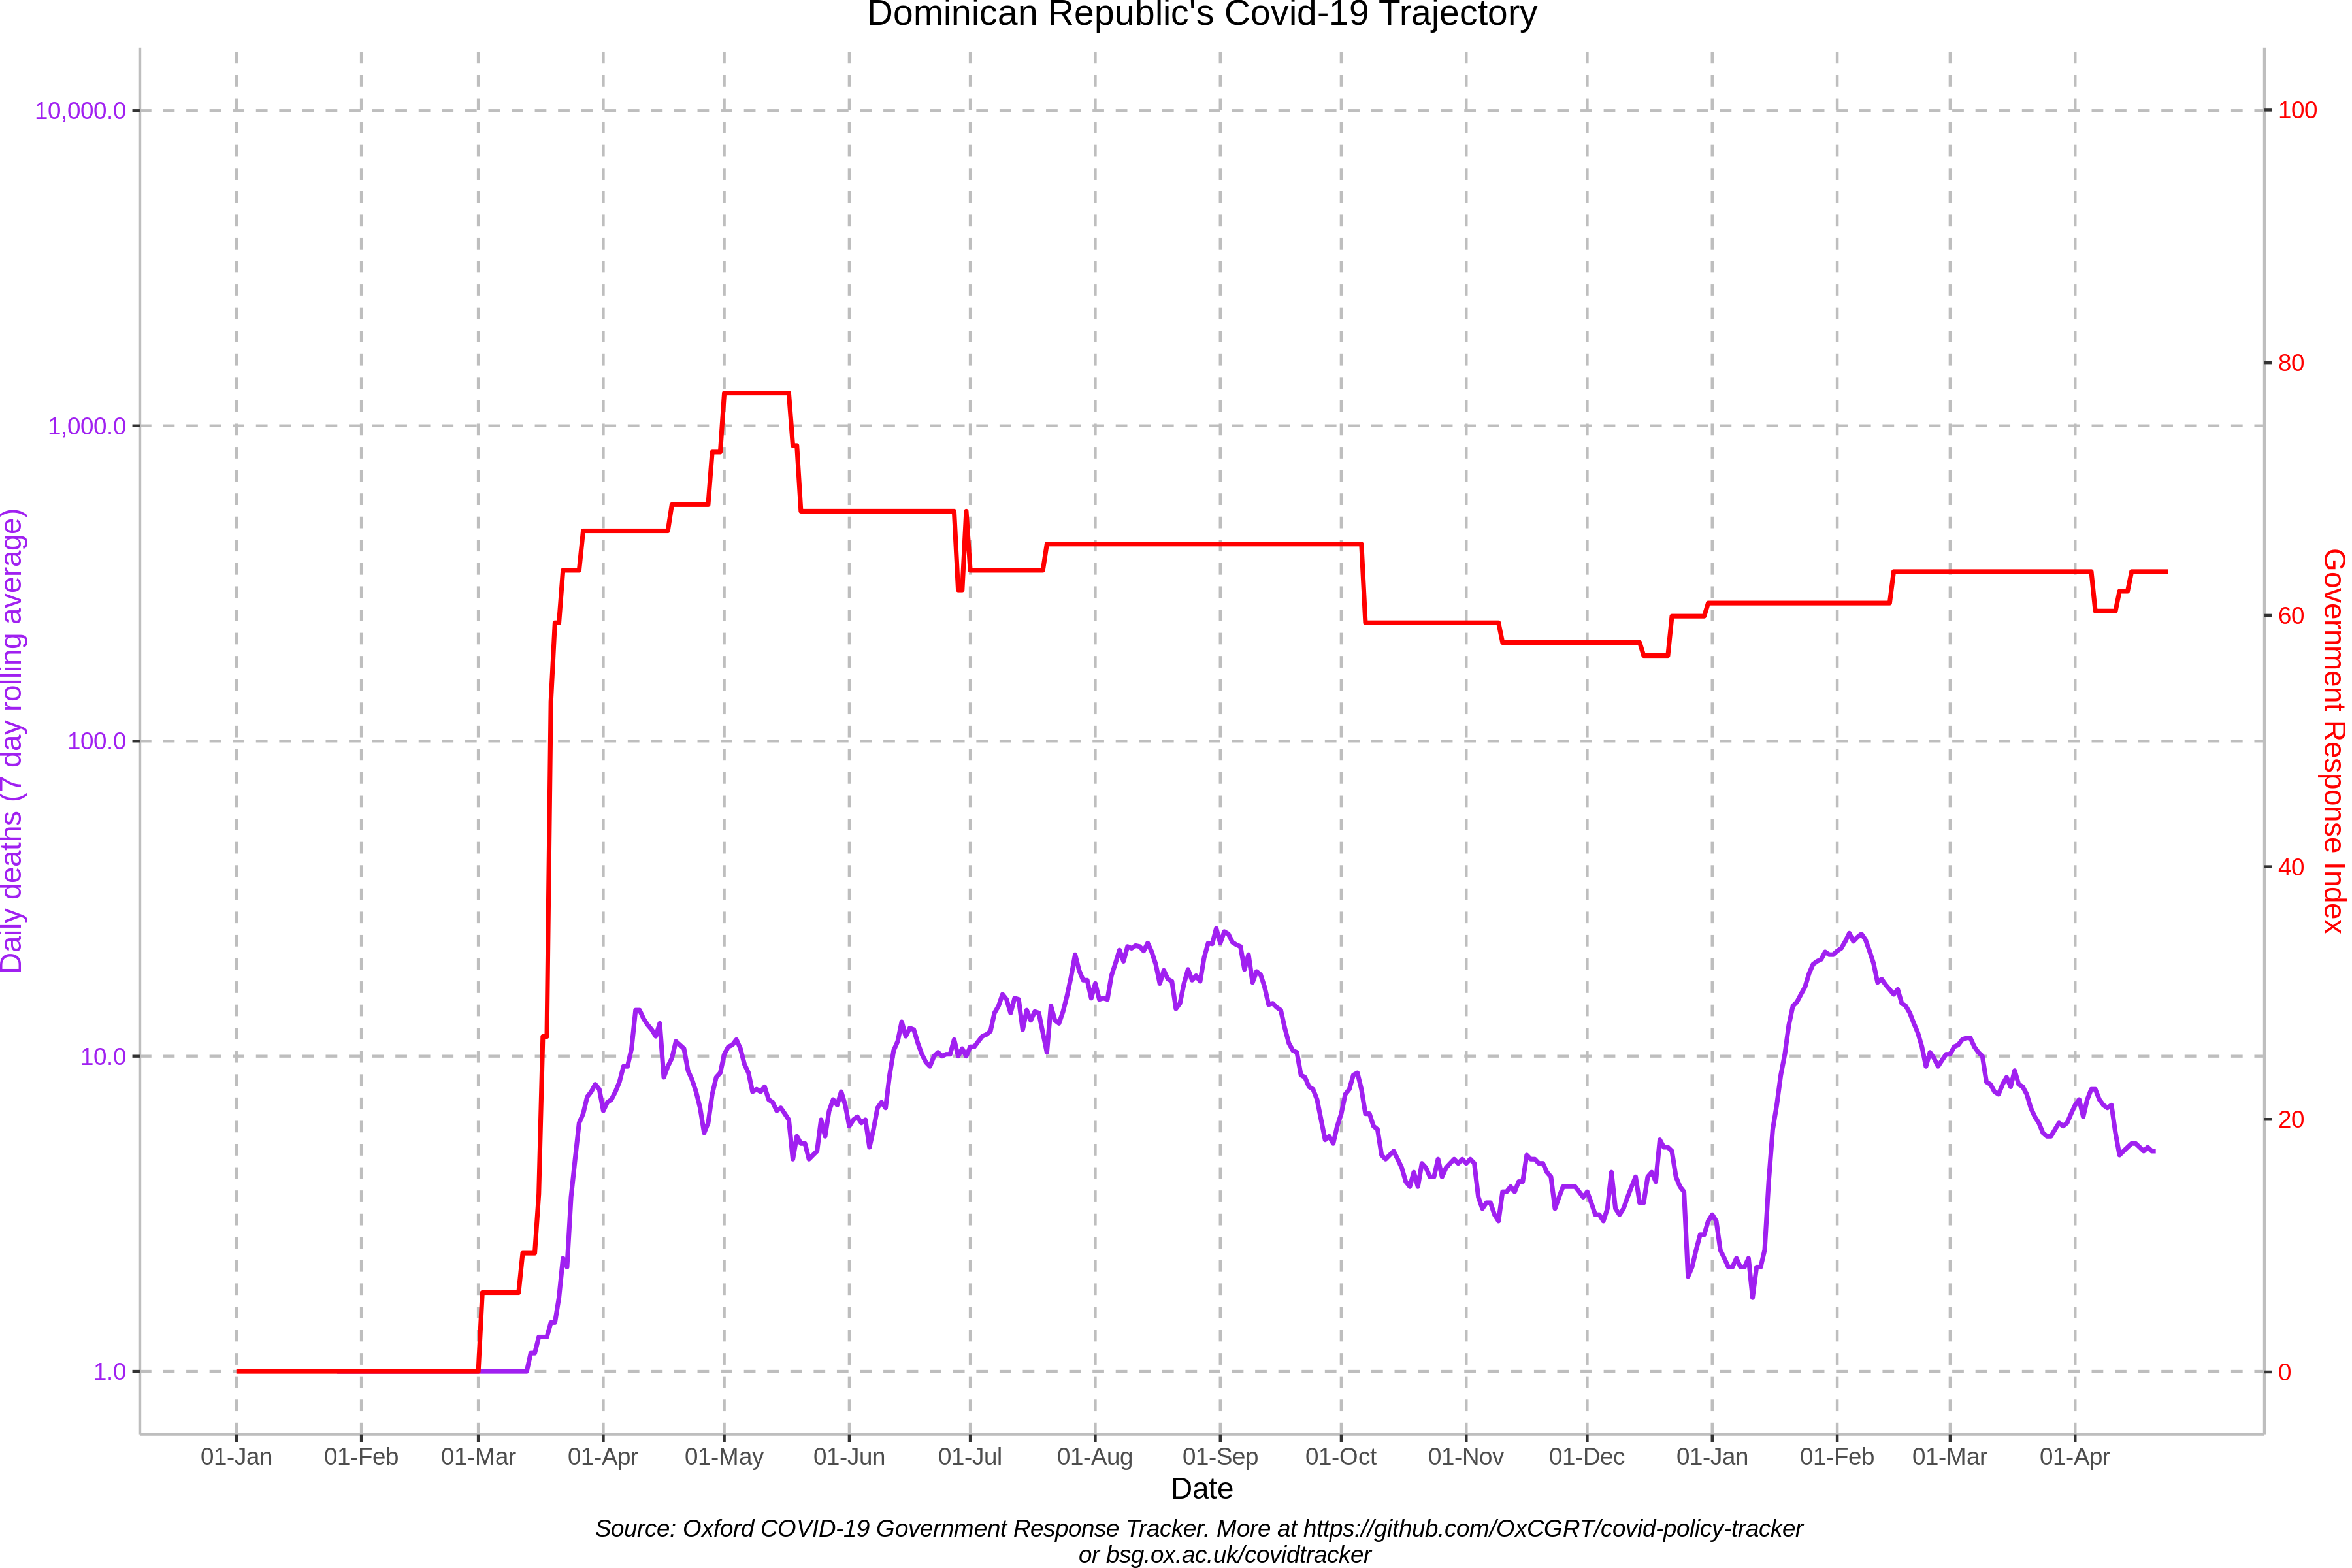 Dominican Republic's Covid-19 Trajectory
10,000.0
1,000.0
100.0
10.0
1.0
Daily deaths (7 day rolling average)
100
80
60
40
20
0
Government Response Index
01-Jan 01-Feb 01-Mar 01-Apr 01-May 01-Jun 01-Jul 01-Aug 01-Sep 01-Oct 01-Nov 01-Dec 01-Jan 01-Feb 01-Mar 01-Apr
Date
Source: Oxford COVID-19 Government Response Tracker. More at https://github.com/OxCGRT/covid-policy-tracker
or bsg.ox.ac.uk/covidtracker